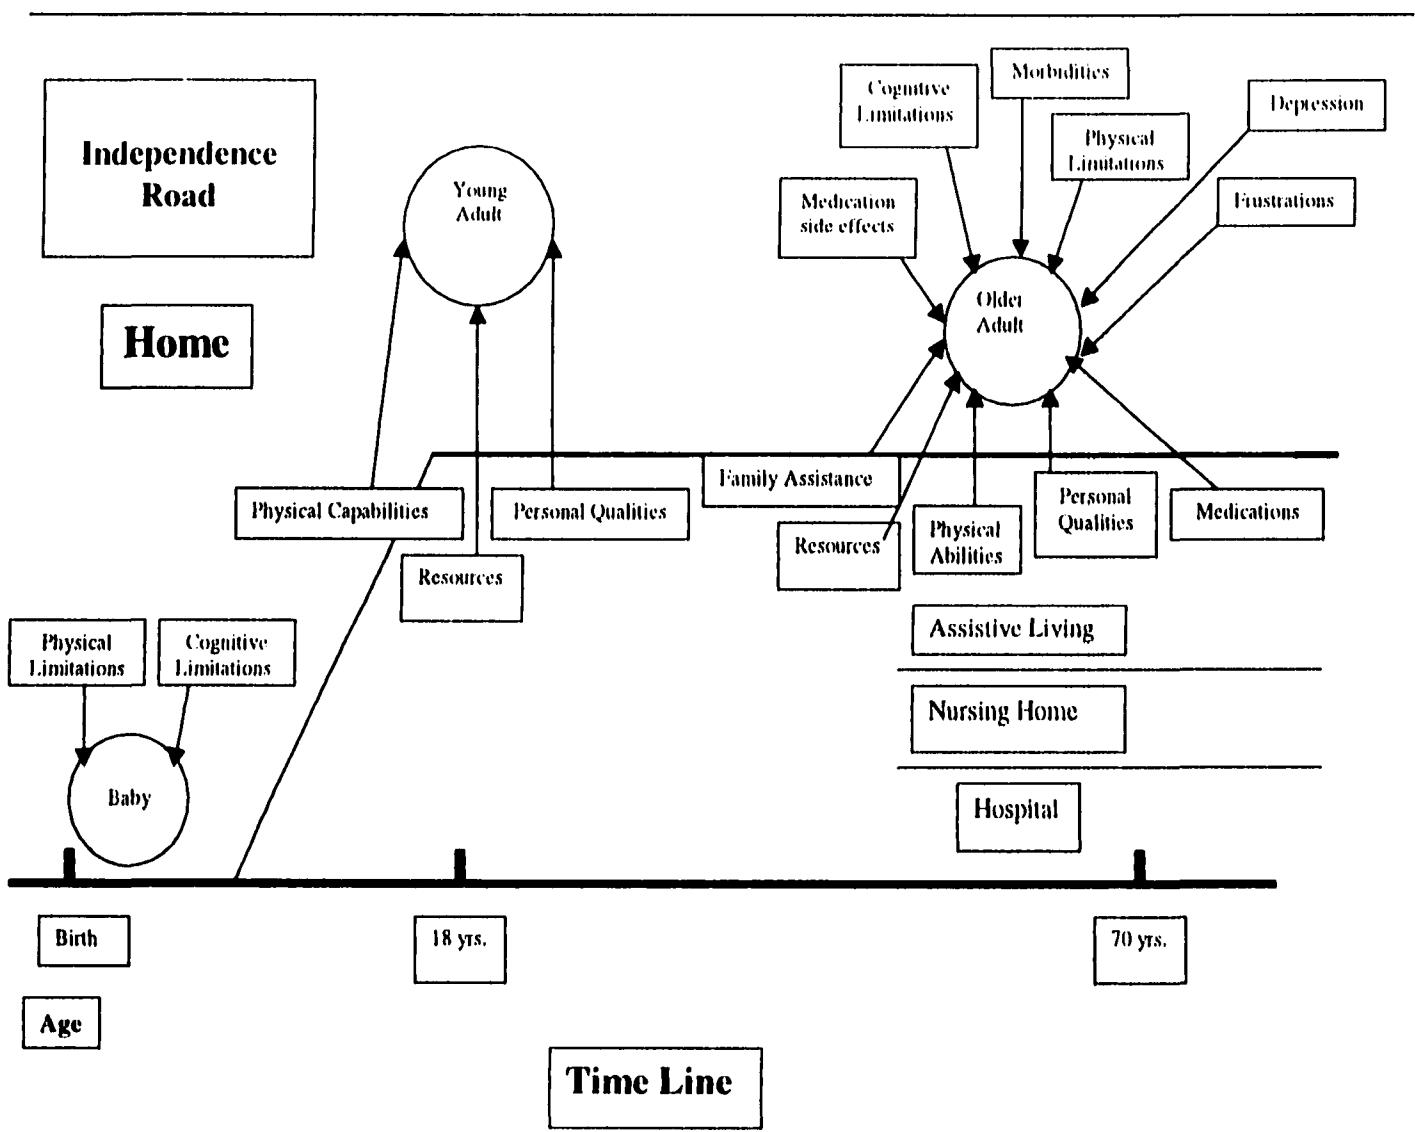 Independence
Road
Home
Young
Adult
Cognitive
Limitations
Morbidities
Physical
Limitations
Depression
Medication
side effects
Frustrations
Older
Adult
Physical Capabilities
Personal Qualities
Resources
Family Assistance
Resources
Physical
Abilities
Personal
Qualities
Medications
Physical
Limitations
Cognitive
Limitations
Baby
Assistive Living
Nursing Home
Hospital
Birth
18 yrs.
70 yrs.
Age
Time Line